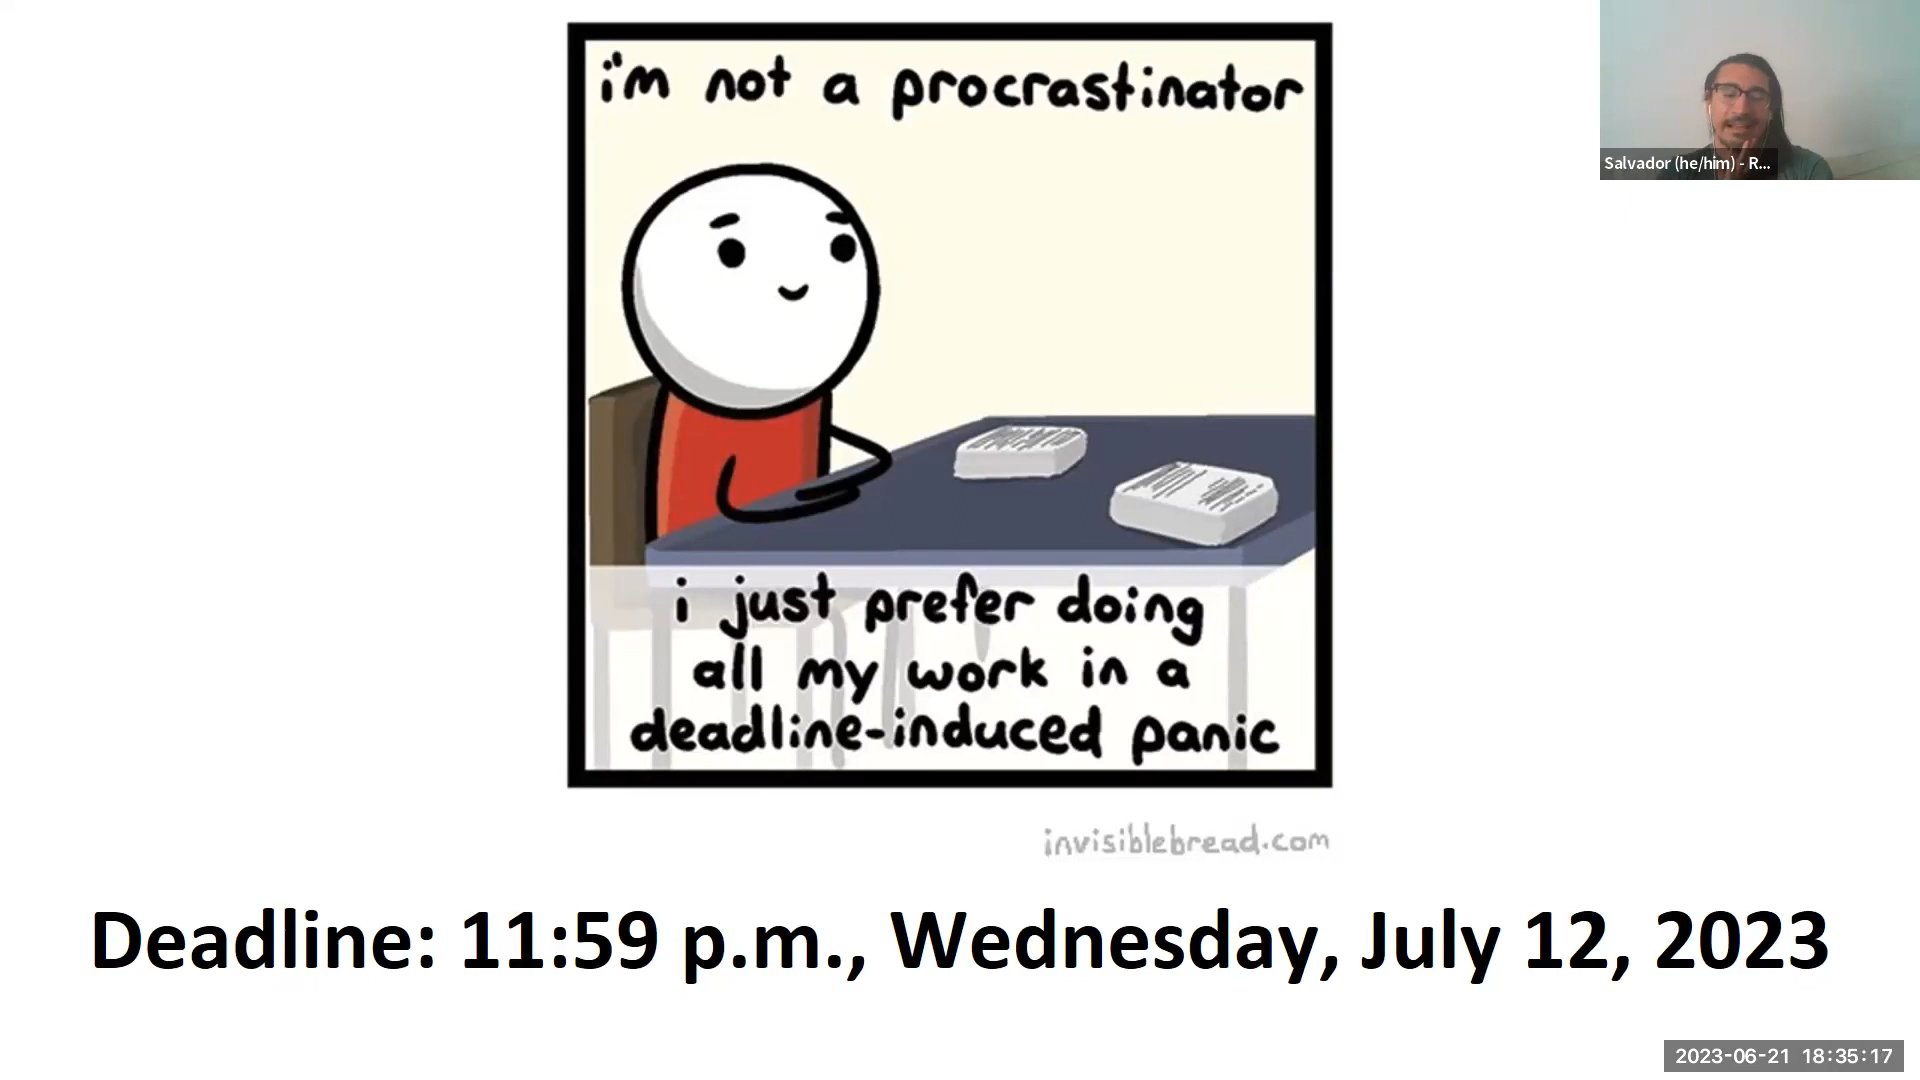 i'm not a procrastinator
Salvador (he/him) - R...
i just prefer doing
all my work in a
deadline-induced panic
invisiblebread.com
Deadline: 11:59 p.m., Wednesday, July 12, 2023
2023-06-21 18:35:17